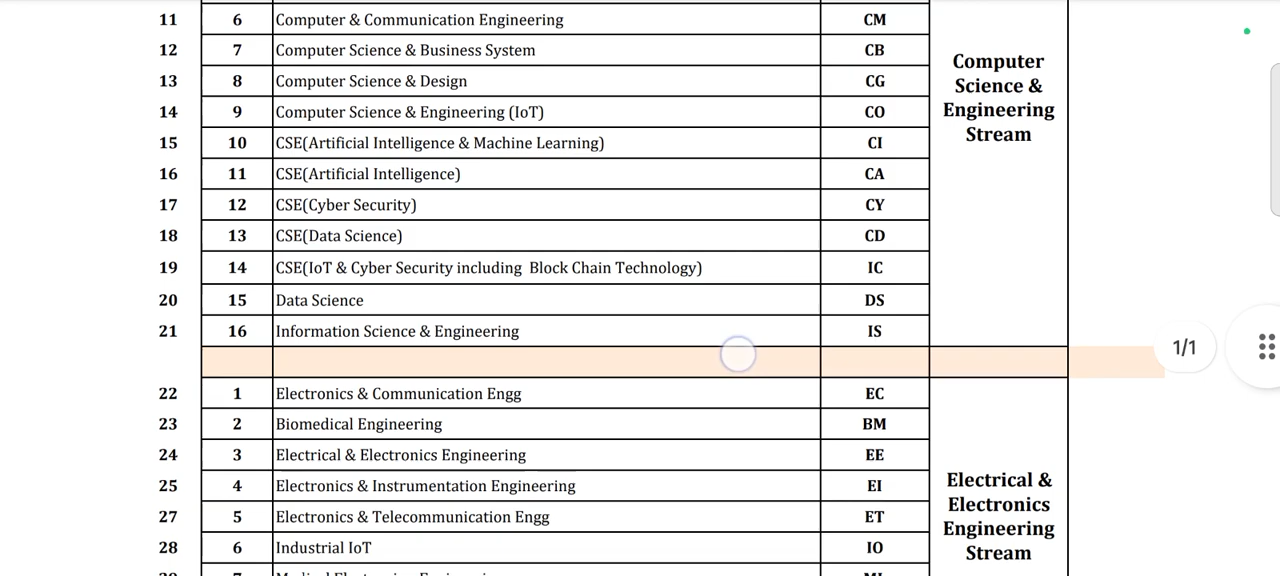 11 6 Computer & Communication Engineering CM
12 7 Computer Science & Business System CB
13 8 Computer Science & Design CG
14 9 Computer Science & Engineering (IoT) CO
15 10 CSE(Artificial Intelligence & Machine Learning) CI
16 11 CSE(Artificial Intelligence) CA
17 12 CSE(Cyber Security) CY
18 13 CSE(Data Science) CD
19 14 CSE(IoT & Cyber Security including Block Chain Technology) IC
20 15 Data Science DS
21 16 Information Science & Engineering IS
Computer
Science &
Engineering
Stream
1/1
22 1 Electronics & Communication Engg EC
23 2 Biomedical Engineering BM
24 3 Electrical & Electronics Engineering EE
25 4 Electronics & Instrumentation Engineering EI
27 5 Electronics & Telecommunication Engg ET
28 6 Industrial IoT IO
Electrical &
Electronics
Engineering
Stream